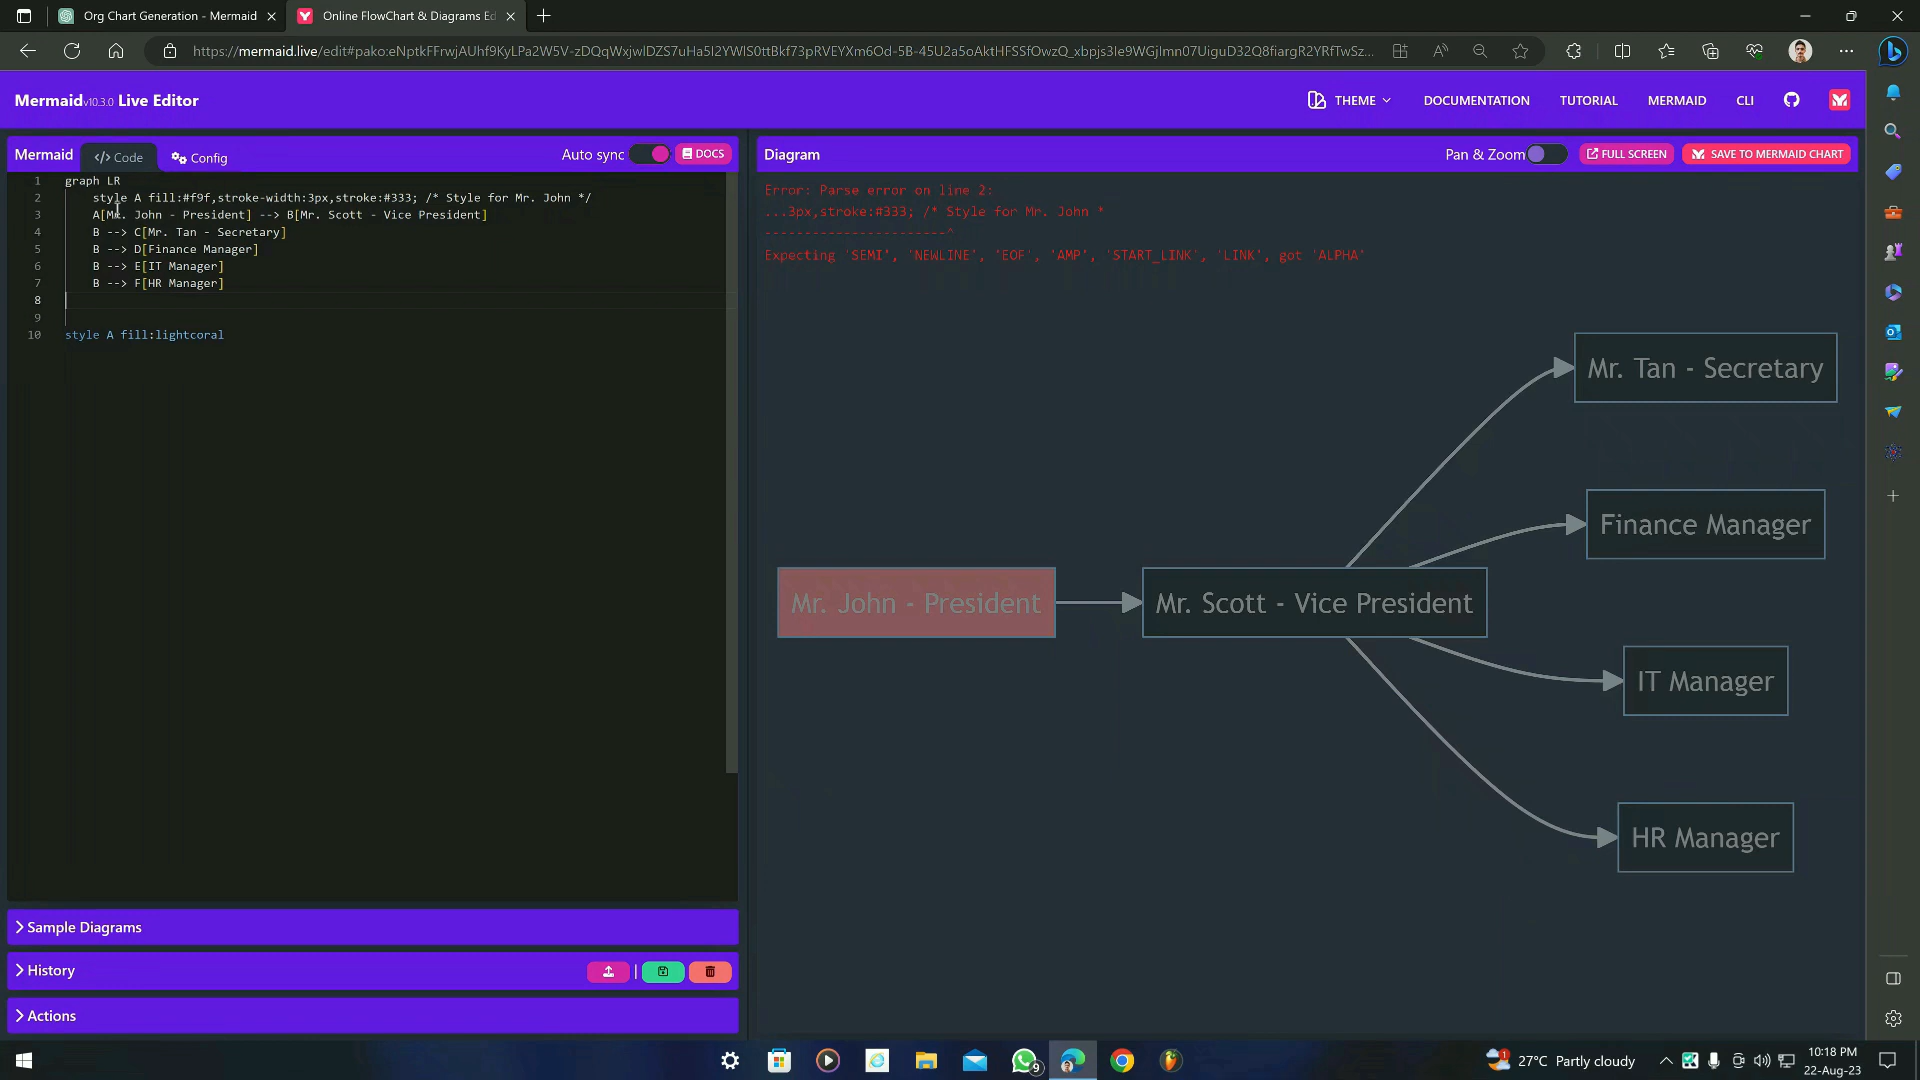 Org Chart Generation - Mermaid
Online FlowChart & Diagrams Ed
https://mermaid.live/edit#pako:eNptkFFrwjAUhf9KyLPa2W5V-zDQqWxjwlDZS7uHa5I2YWlS0ttBkf73pRVEYXm6Od-5B-45U2a5oAktHFSSfOwzQ_xbpjs3Ie9WGjlmn07UiguD32Q8fiargR2YRfTwSz...
Mermaidv10.3.0 Live Editor
THEME
DOCUMENTATION
TUTORIAL
MERMAID
CLI
Mermaid
</> Code
Config
Auto sync
DOCS
Diagram
Pan & Zoom
FULL SCREEN
SAVE TO MERMAID CHART
1 graph LR
2 style A fill:#f9f,stroke-width:3px,stroke:#333; /* Style for Mr. John */
3 A[Mr. John - President] --> B[Mr. Scott - Vice President]
4 B --> C[Mr. Tan - Secretary]
5 B --> D[Finance Manager]
6 B --> E[IT Manager]
7 B --> F[HR Manager]
8
9
10 style A fill:lightcoral
Error: Parse error on line 2:
...3px,stroke:#333; /* Style for Mr. John *
-----------------------^
Expecting 'SEMI', 'NEWLINE', 'EOF', 'AMP', 'START_LINK', 'LINK', got 'ALPHA'
Mr. Tan - Secretary
Finance Manager
Mr. John - President
Mr. Scott - Vice President
IT Manager
HR Manager
Sample Diagrams
History
Actions
9
1
27°C Partly cloudy
10:18 PM
22-Aug-23